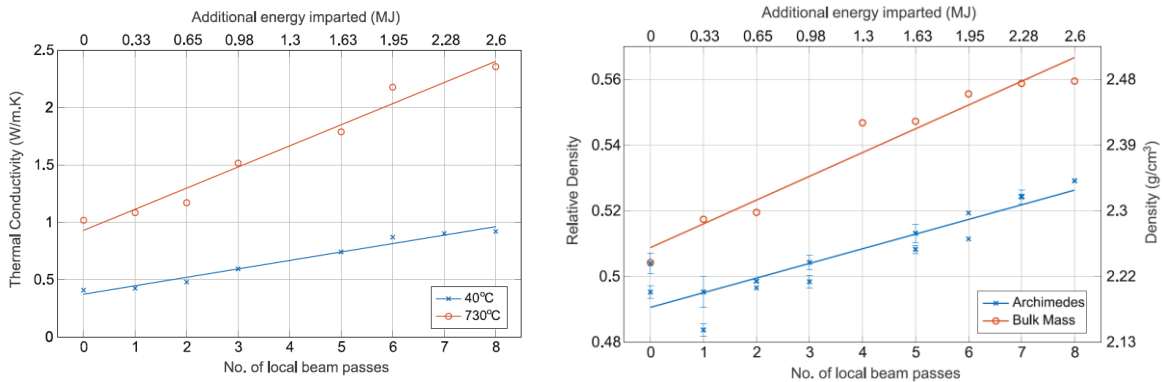 Additional energy imparted (MJ)
0 0.33 0.65 0.98 1.3 1.63 1.95 2.28 2.6
2.5
2
1.5
1
0.5
0
Thermal Conductivity (W/m.K)
40°C
730°C
0 1 2 3 4 5 6 7 8
No. of local beam passes
Additional energy imparted (MJ)
0 0.33 0.65 0.98 1.3 1.63 1.95 2.28 2.6
0.56
0.54
0.52
0.5
0.48
Relative Density
2.48
2.39
2.3
2.22
2.13
Density (g/cm³)
Archimedes
Bulk Mass
0 1 2 3 4 5 6 7 8
No. of local beam passes